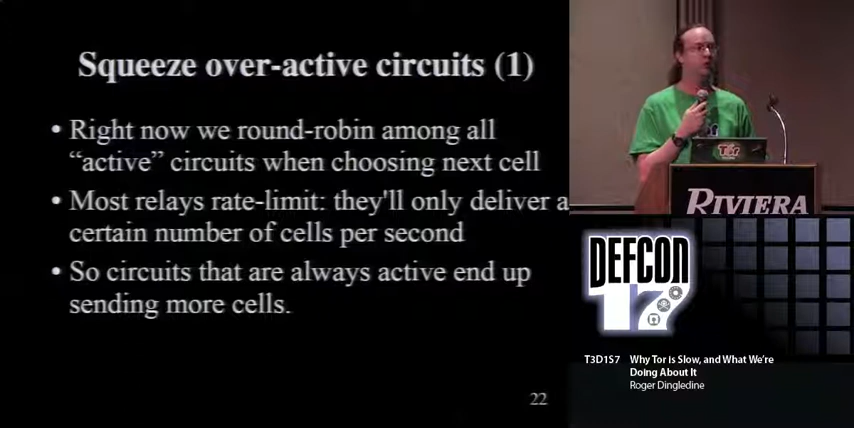 Squeeze over-active circuits (1)
• Right now we round-robin among all
“active” circuits when choosing next cell
• Most relays rate-limit: they'll only deliver a
certain number of cells per second
• So circuits that are always active end up
sending more cells.
22
RIVIERA
DEFCON
17
T3D1S7 Why Tor is Slow, and What We're
Doing About It
Roger Dingledine